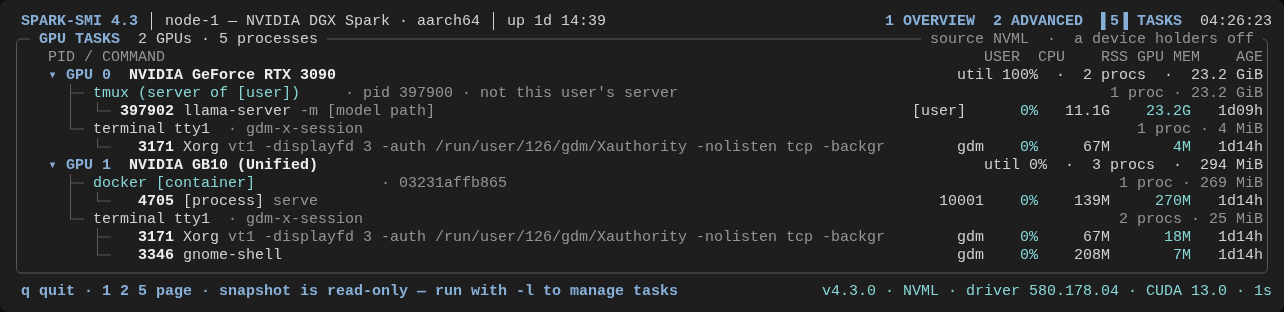 SPARK-SMI 4.3 │ node-1 — NVIDIA DGX Spark · aarch64 │ up 1d 14:39 1 OVERVIEW 2 ADVANCED ▌5▐ TASKS 04:26:23
GPU TASKS 2 GPUs · 5 processes source NVML · a device holders off
PID / COMMAND USER CPU RSS GPU MEM AGE
▾ GPU 0 NVIDIA GeForce RTX 3090 util 100% · 2 procs · 23.2 GiB
├─ tmux (server of [user]) · pid 397900 · not this user's server 1 proc · 23.2 GiB
│ └─ 397902 llama-server -m [model path] [user] 0% 11.1G 23.2G 1d09h
└─ terminal tty1 · gdm-x-session 1 proc · 4 MiB
└─ 3171 Xorg vt1 -displayfd 3 -auth /run/user/126/gdm/Xauthority -nolisten tcp -backgr gdm 0% 67M 4M 1d14h
▾ GPU 1 NVIDIA GB10 (Unified) util 0% · 3 procs · 294 MiB
├─ docker [container] · 03231affb865 1 proc · 269 MiB
│ └─ 4705 [process] serve 10001 0% 139M 270M 1d14h
└─ terminal tty1 · gdm-x-session 2 procs · 25 MiB
├─ 3171 Xorg vt1 -displayfd 3 -auth /run/user/126/gdm/Xauthority -nolisten tcp -backgr gdm 0% 67M 18M 1d14h
└─ 3346 gnome-shell gdm 0% 208M 7M 1d14h
q quit · 1 2 5 page · snapshot is read-only — run with -l to manage tasks v4.3.0 · NVML · driver 580.178.04 · CUDA 13.0 · 1s